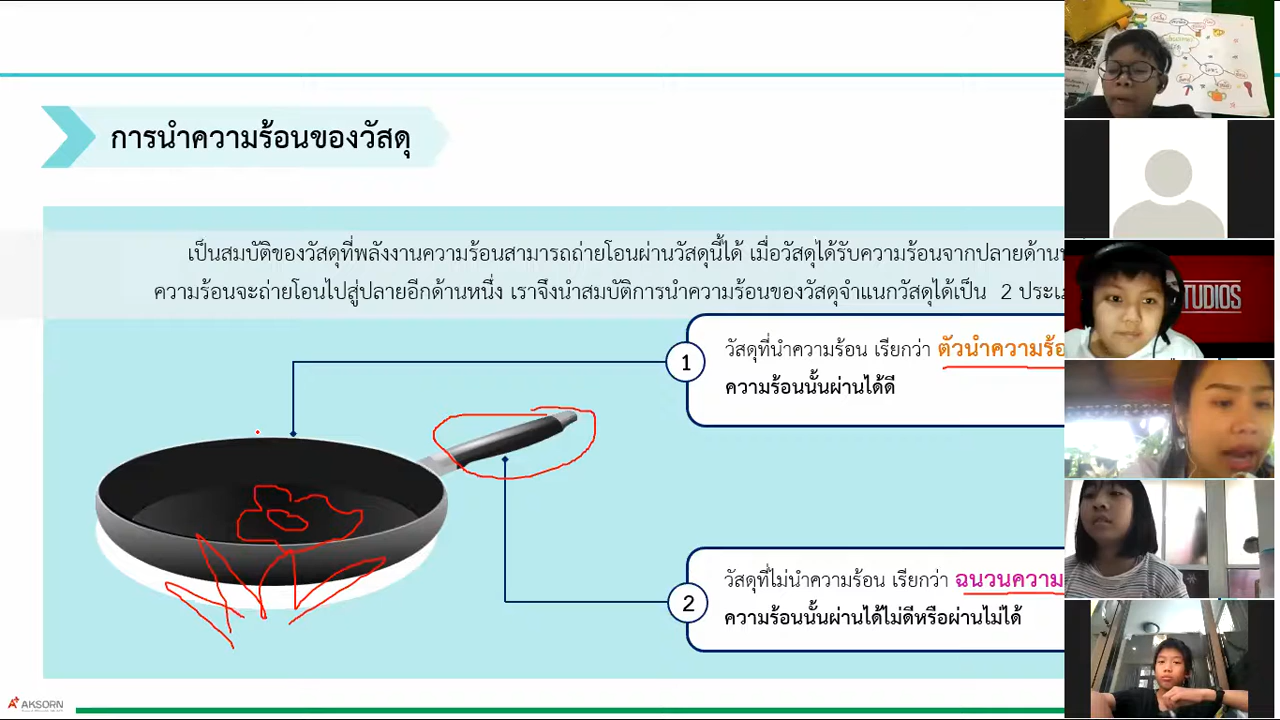 การนำความร้อนของวัสดุ
เป็นสมบัติของวัสดุที่พลังงานความร้อนสามารถถ่ายโอนผ่านวัสดุนี้ได้ เมื่อวัสดุได้รับความร้อนจากปลายด้าน
ความร้อนจะถ่ายโอนไปสู่ปลายอีกด้านหนึ่ง เราจึงนำสมบัติการนำความร้อนของวัสดุจำแนกวัสดุได้เป็น 2
1
วัสดุที่นำความร้อน เรียกว่า ตัวนำความร้อ
ความร้อนนั้นผ่านได้ดี
2
วัสดุที่ไม่นำความร้อน เรียกว่า ฉนวนความ
ความร้อนนั้นผ่านได้ไม่ดีหรือผ่านไม่ได้
AKSORN
TUDIOS